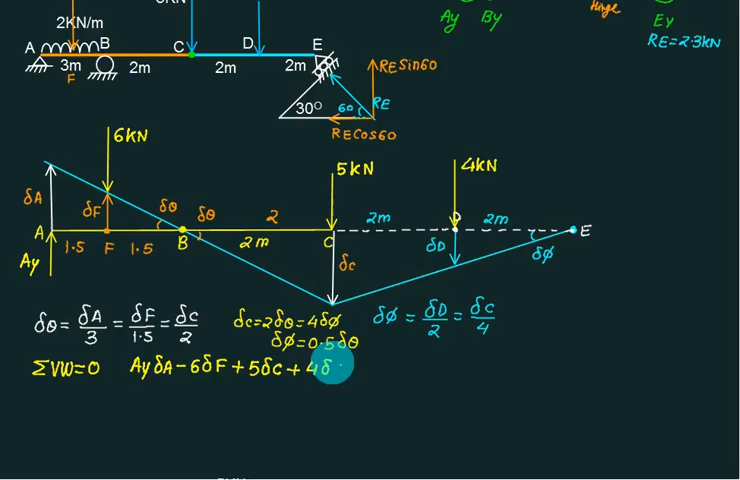 Ay By
Hinge
Ey
RE=2.3KN
2KN/m
A B C D E
3m 2m 2m 2m
F
30° 60 RE
RESin60
RECos60
6KN
5KN
4KN
δA δF δθ δθ 2 2m D 2m
A 1.5 F 1.5 B 2m C δD δϕ E
Ay
δc
δθ = δA/3 = δF/1.5 = δc/2
δc=2δθ=4δϕ
δϕ=0.5δθ
δϕ = δD/2 = δc/4
ΣVW=0 AyδA-6δF+5δc+4δ